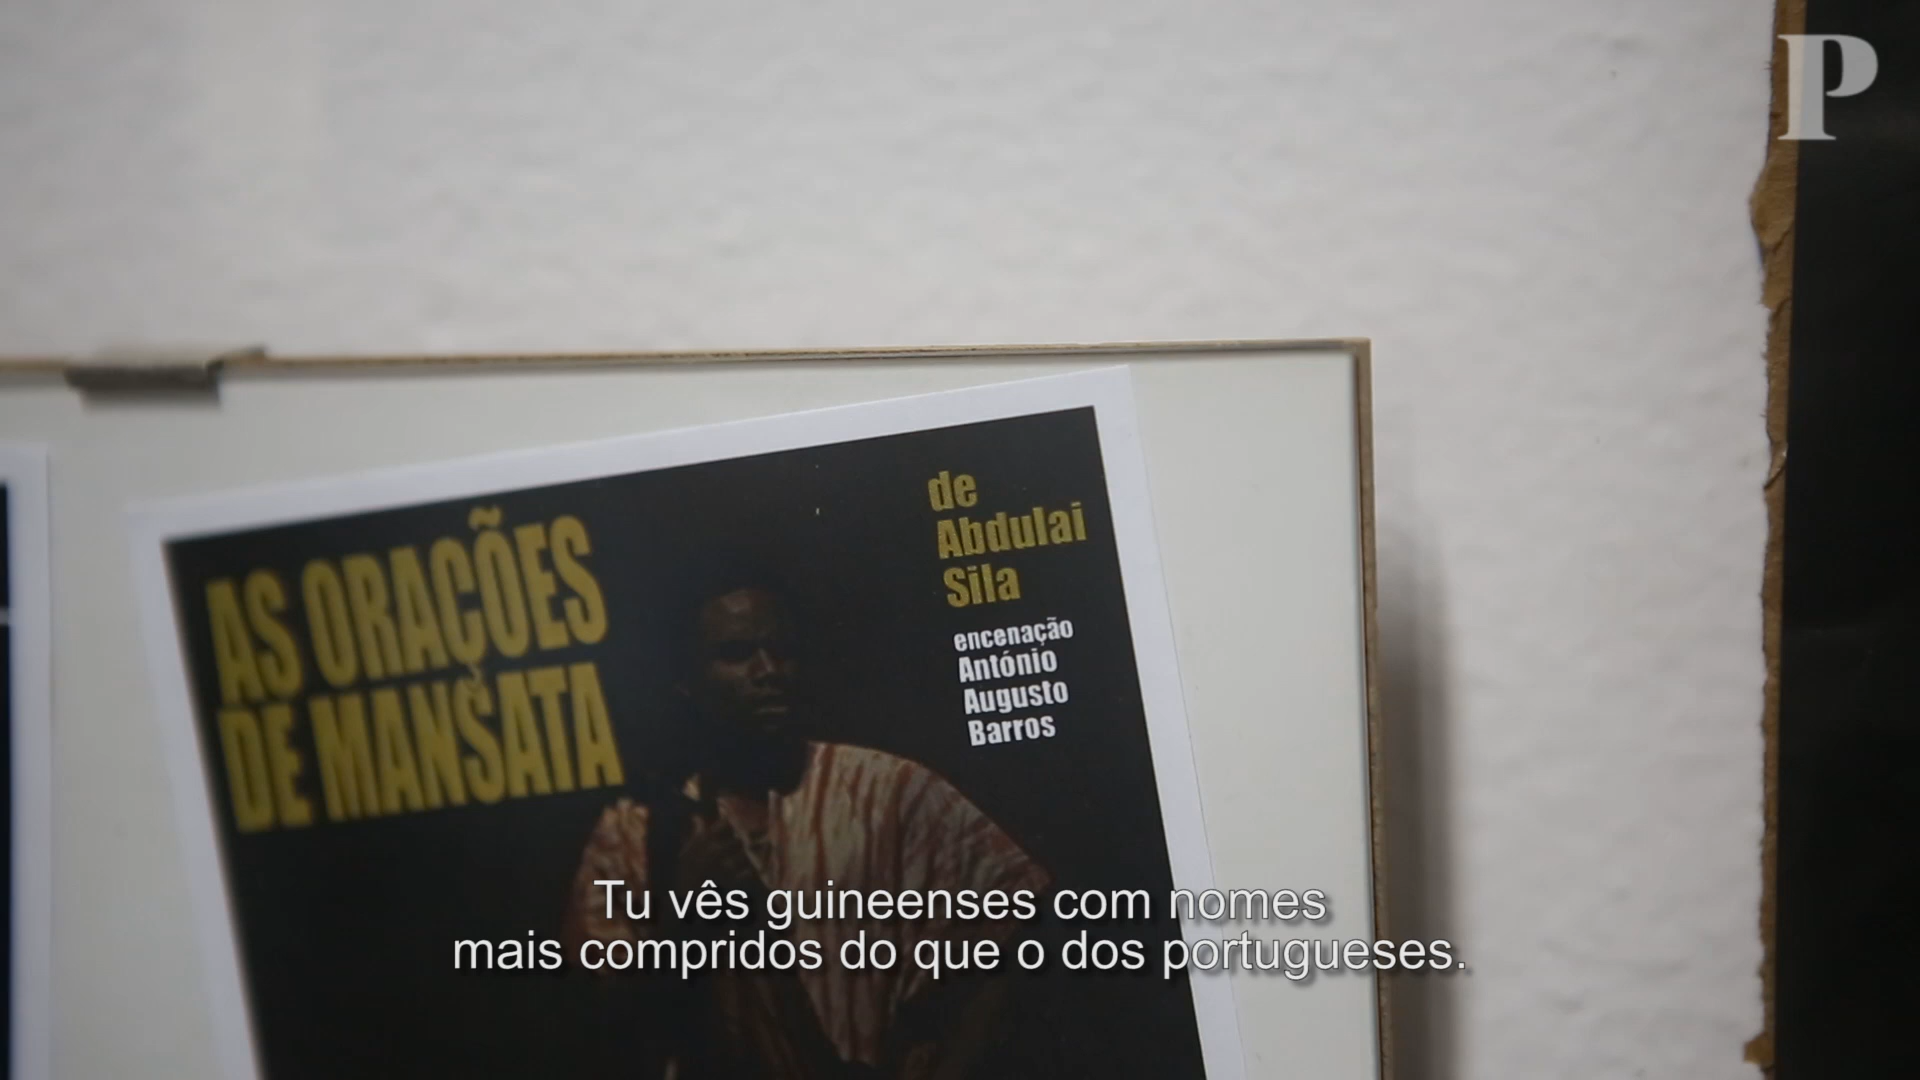 P
AS ORAÇÕES
DE MANSATA
de
Abdulai
Sila
encenação
António
Augusto
Barros
Tu vês guineenses com nomes
mais compridos do que o dos portugueses.